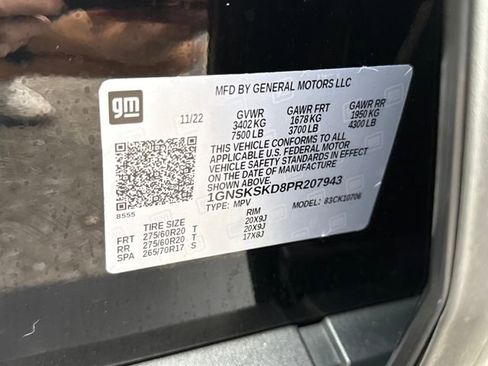 MFD BY GENERAL MOTORS LLC
gm
11/22
GVWR GAWR FRT GAWR RR
3402 KG 1678 KG 1950 KG
7500 LB 3700 LB 4300 LB
THIS VEHICLE CONFORMS TO ALL
APPLICABLE U.S. FEDERAL MOTOR
VEHICLE SAFETY STANDARDS IN EFFECT
ON THE DATE OF MANUFACTURE
SHOWN ABOVE.
1GNSKSKD8PR207943
TYPE: MPV MODEL: 83CK10706
8555
TIRE SIZE RIM
FRT 275/60R20 T 20X9J
RR 275/60R20 T 20X9J
SPA 265/70R17 S 17X8J